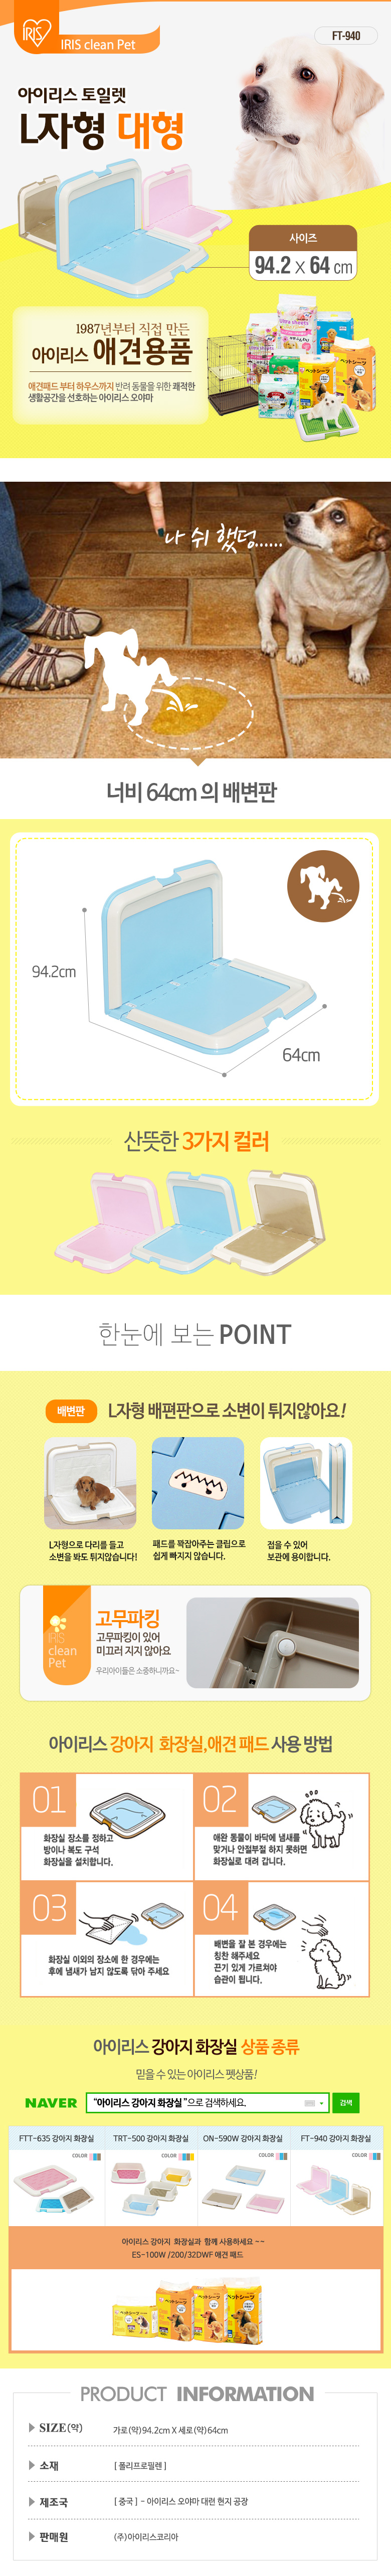 IRIS
IRIS clean Pet
FT-940
아이리스 토일렛
L자형 대형
사이즈
94.2 X 64 cm
1987년부터 직접 만든
아이리스 애견용품
애견패드 부터 하우스까지 반려 동물을 위한 쾌적한
생활공간을 선호하는 아이리스 오야마
나 쉬 했덩......
너비 64cm 의 배변판
94.2cm
64cm
산뜻한 3가지 컬러
한눈에 보는 POINT
배변판
L자형 배편판으로 소변이 튀지않아요!
L자형으로 다리를 들고
소변을 봐도 튀지않습니다!
패드를 꽉잡아주는 클립으로
쉽게 빠지지 않습니다.
접을 수 있어
보관에 용이합니다.
IRIS
clean
Pet
고무파킹
고무파킹이 있어
미끄러 지지 않아요
우리아이들은 소중하니까요~
아이리스 강아지 화장실,애견 패드 사용 방법
01
화장실 장소를 정하고
방이나 복도 구석
화장실을 설치합니다.
02
애완 동물이 바닥에 냄새를
맞거나 안절부절 하지 못하면
화장실로 대려 갑니다.
03
화장실 이외의 장소에 한 경우에는
후에 냄새가 남지 않도록 닦아 주세요
04
배변을 잘 본 경우에는
칭찬 해주세요
끈기 있게 가르쳐야
습관이 됩니다.
아이리스 강아지 화장실 상품 종류
믿을 수 있는 아이리스 펫상품!
NAVER
"아이리스 강아지 화장실"으로 검색하세요.
검색
FTT-635 강아지 화장실
TRT-500 강아지 화장실
ON-590W 강아지 화장실
FT-940 강아지 화장실
COLOR
COLOR
COLOR
COLOR
아이리스 강아지 화장실과 함께 사용하세요 ~~
ES-100W /200/32DWF 애견 패드
PRODUCT INFORMATION
SIZE(약)
가로(약)94.2cm X 세로(약)64cm
소재
[ 폴리프로필렌 ]
제조국
[ 중국 ] - 아이리스 오야마 대련 현지 공장
판매원
(주)아이리스코리아